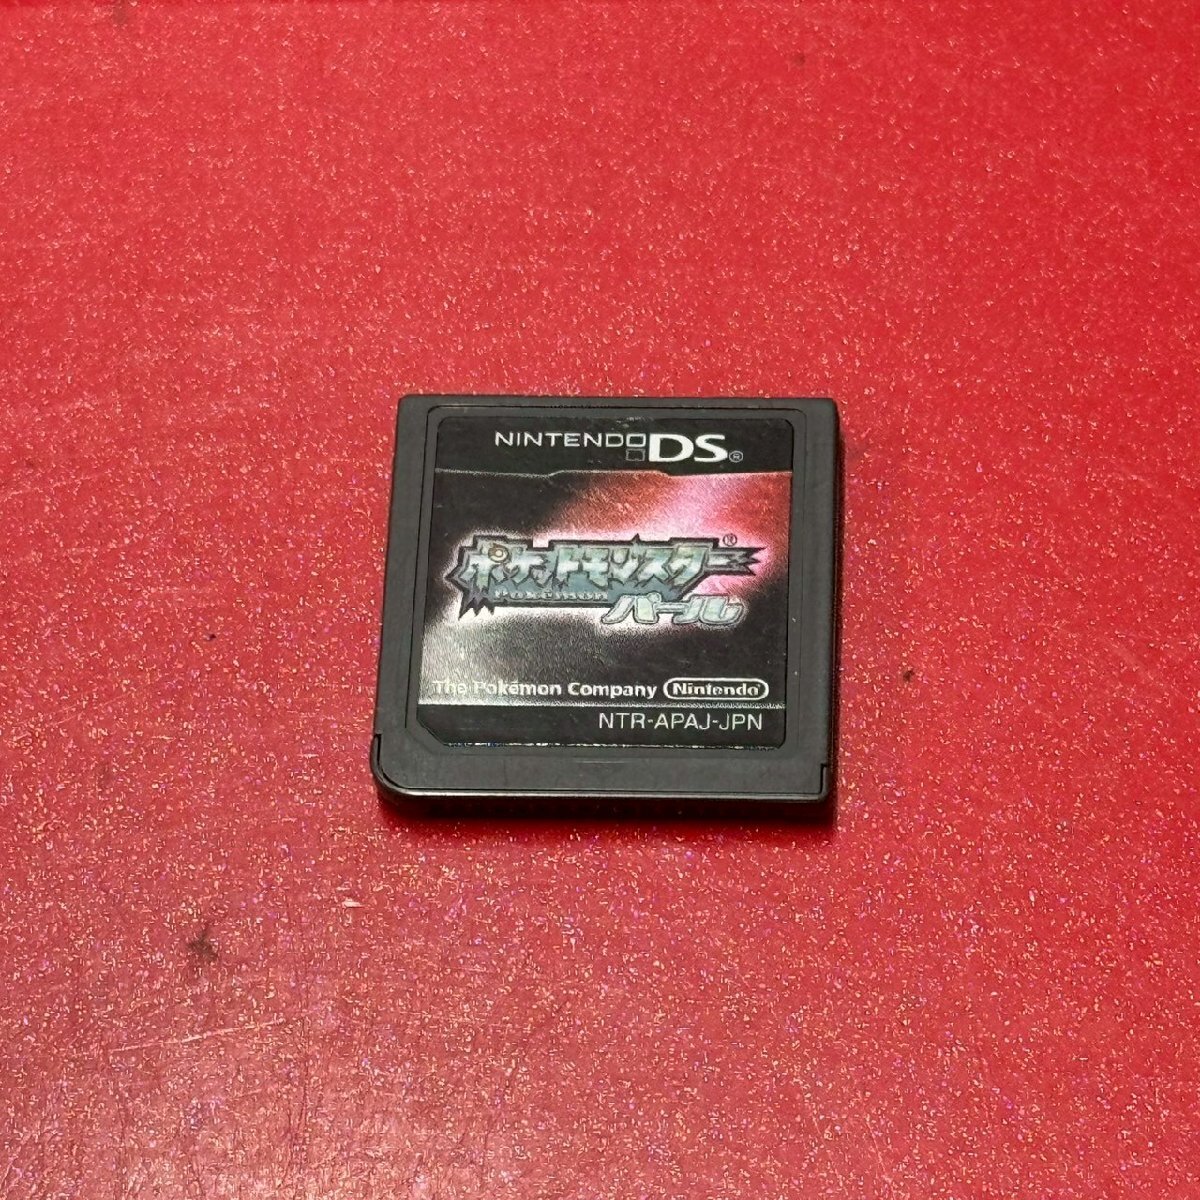 NINTENDO DS®
ポケットモンスター®
POKÉMON
パール
The Pokémon Company Nintendo
NTR-APAJ-JPN